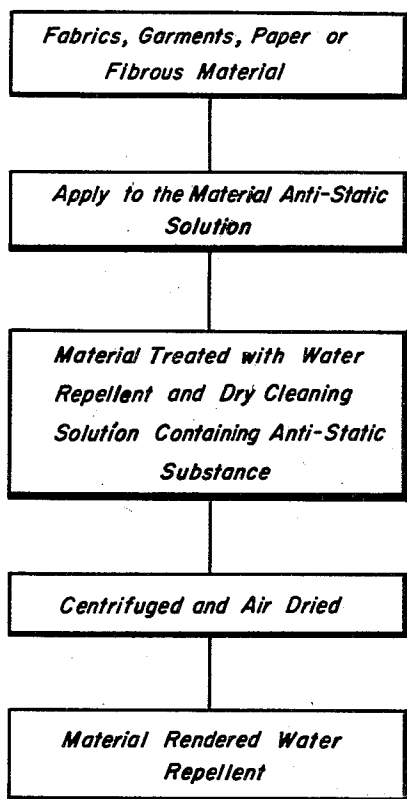 Fabrics, Garments, Paper or
Fibrous Material
Apply to the Material Anti-Static
Solution
Material Treated with Water
Repellent and Dry Cleaning
Solution Containing Anti-Static
Substance
Centrifuged and Air Dried
Material Rendered Water
Repellent